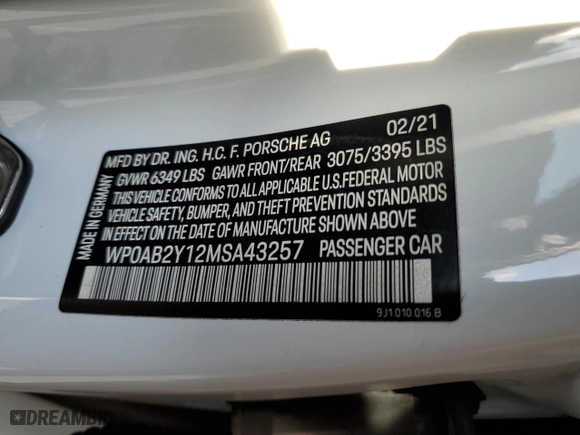 MFD BY DR. ING. H.C. F. PORSCHE AG 02/21
GVWR 6349 LBS GAWR FRONT/REAR 3075/3395 LBS
THIS VEHICLE CONFORMS TO ALL APPLICABLE U.S.FEDERAL MOTOR
VEHICLE SAFETY, BUMPER, AND THEFT PREVENTION STANDARDS
IN EFFECT ON THE DATE OF MANUFACTURE SHOWN ABOVE
WP0AB2Y12MSA43257 PASSENGER CAR
MADE IN GERMANY
9J1.010 016 B
DREAMBID